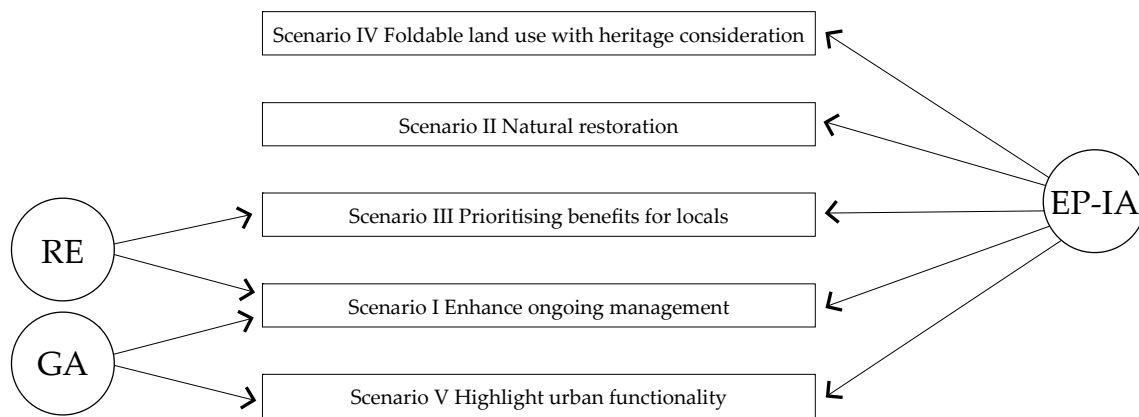 Scenario IV Foldable land use with heritage consideration
Scenario II Natural restoration
Scenario III Prioritising benefits for locals
EP-IA
RE
Scenario I Enhance ongoing management
GA
Scenario V Highlight urban functionality